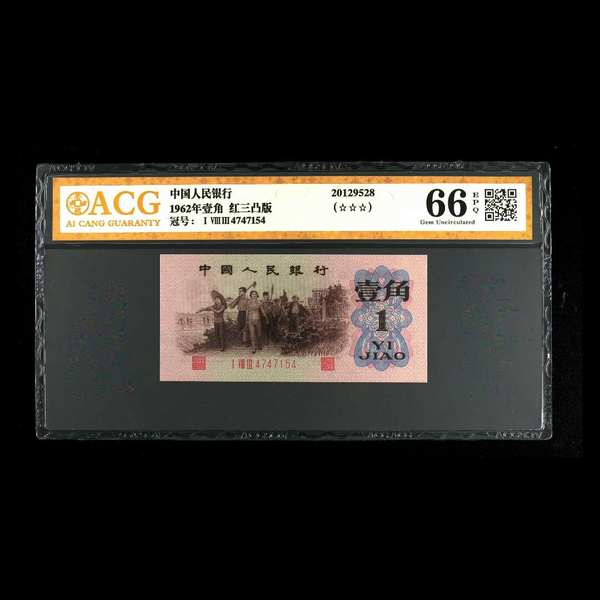 ACG
AI CANG GUARANTY
中国人民银行
1962年壹角 红三凸版
冠号: I VIII III 4747154
20129528
(☆☆☆)
66
EPQ
Gem Uncirculated
中國人民銀行
壹角
1
YI
JIAO
I VIII III 4747154